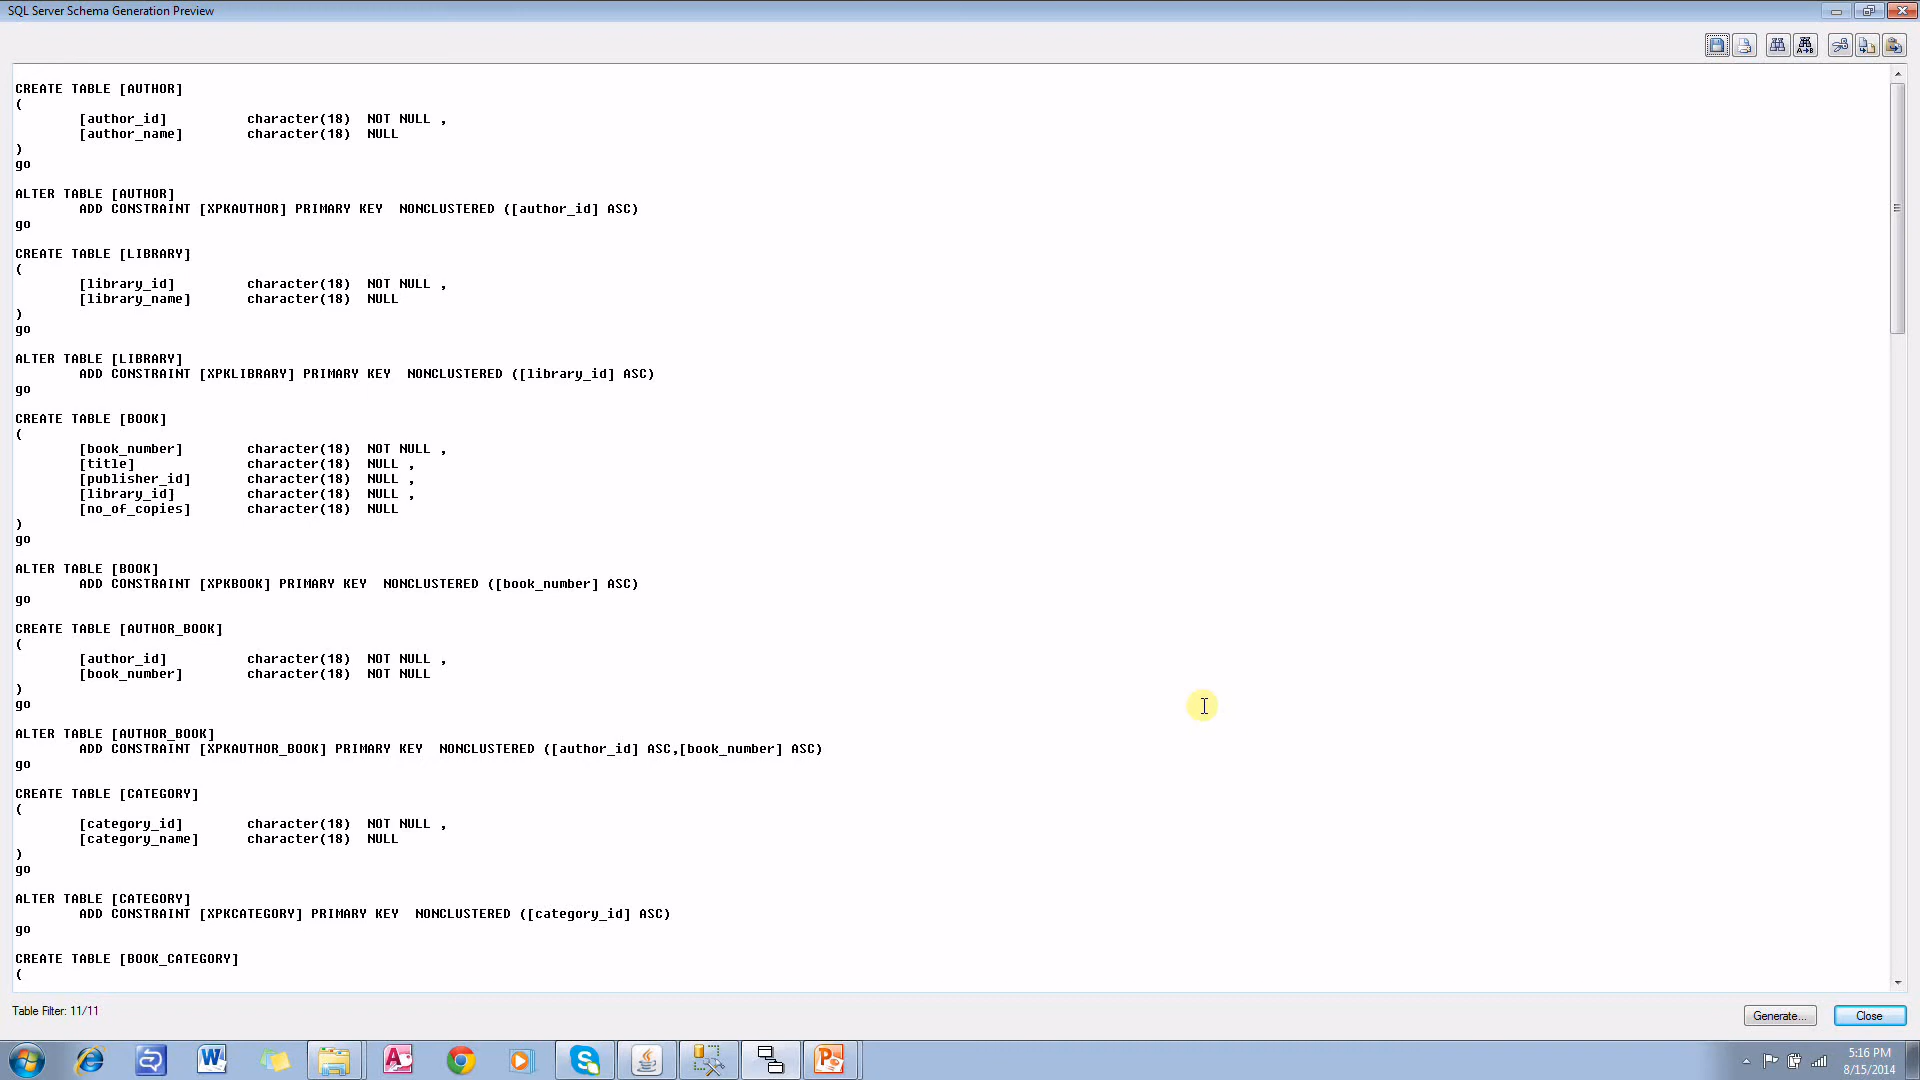 SQL Server Schema Generation Preview
CREATE TABLE [AUTHOR]
(
[author_id] character(18) NOT NULL ,
[author_name] character(18) NULL
)
go
ALTER TABLE [AUTHOR]
ADD CONSTRAINT [XPKAUTHOR] PRIMARY KEY NONCLUSTERED ([author_id] ASC)
go
CREATE TABLE [LIBRARY]
(
[library_id] character(18) NOT NULL ,
[library_name] character(18) NULL
)
go
ALTER TABLE [LIBRARY]
ADD CONSTRAINT [XPKLIBRARY] PRIMARY KEY NONCLUSTERED ([library_id] ASC)
go
CREATE TABLE [BOOK]
(
[book_number] character(18) NOT NULL ,
[title] character(18) NULL ,
[publisher_id] character(18) NULL ,
[library_id] character(18) NULL ,
[no_of_copies] character(18) NULL
)
go
ALTER TABLE [BOOK]
ADD CONSTRAINT [XPKBOOK] PRIMARY KEY NONCLUSTERED ([book_number] ASC)
go
CREATE TABLE [AUTHOR_BOOK]
(
[author_id] character(18) NOT NULL ,
[book_number] character(18) NOT NULL
)
go
ALTER TABLE [AUTHOR_BOOK]
ADD CONSTRAINT [XPKAUTHOR_BOOK] PRIMARY KEY NONCLUSTERED ([author_id] ASC,[book_number] ASC)
go
CREATE TABLE [CATEGORY]
(
[category_id] character(18) NOT NULL ,
[category_name] character(18) NULL
)
go
ALTER TABLE [CATEGORY]
ADD CONSTRAINT [XPKCATEGORY] PRIMARY KEY NONCLUSTERED ([category_id] ASC)
go
CREATE TABLE [BOOK_CATEGORY]
(
Table Filter: 11/11
Generate... Close
5:16 PM
8/15/2014